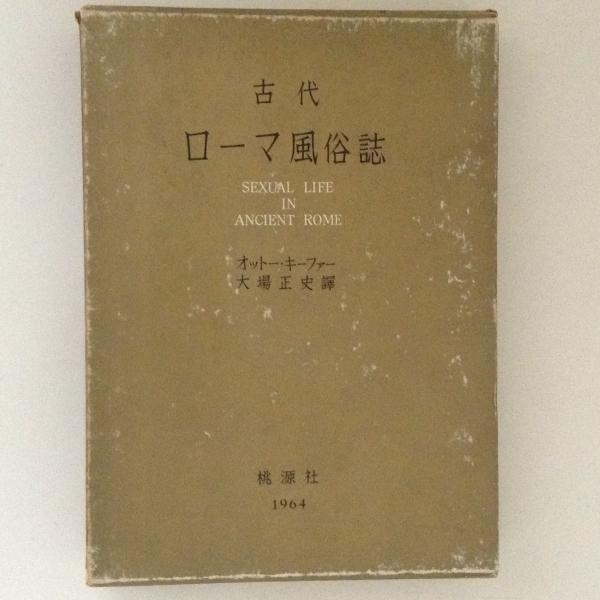 古代
ローマ風俗誌
SEXUAL LIFE
IN
ANCIENT ROME
オットー・キーファー
大場正史譯
桃源社
1964